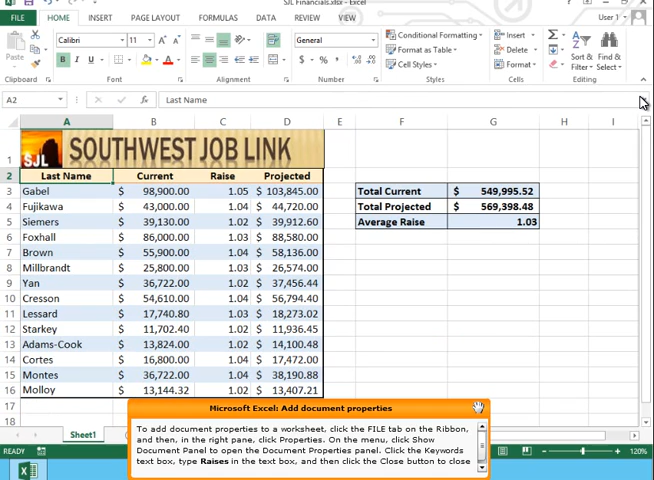 SJL Financials.xlsx - Excel
FILE HOME INSERT PAGE LAYOUT FORMULAS DATA REVIEW VIEW User 1
Calibri 11 General Conditional Formatting Insert
Paste Format as Table Delete Sort & Find &
B I U $ % Cell Styles Format Filter Select
Clipboard Font Alignment Number Styles Cells Editing
A2 fx Last Name
A B C D E F G H I
1 SJL SOUTHWEST JOB LINK
2 Last Name Current Raise Projected
3 Gabel $ 98,900.00 1.05 $ 103,845.00 Total Current $ 549,995.52
4 Fujikawa $ 43,000.00 1.04 $ 44,720.00 Total Projected $ 569,398.48
5 Siemers $ 39,130.00 1.02 $ 39,912.60 Average Raise 1.03
6 Foxhall $ 86,000.00 1.03 $ 88,580.00
7 Brown $ 55,900.00 1.04 $ 58,136.00
8 Millbrandt $ 25,800.00 1.03 $ 26,574.00
9 Yan $ 36,722.00 1.02 $ 37,456.44
10 Cresson $ 54,610.00 1.04 $ 56,794.40
11 Lessard $ 17,740.80 1.03 $ 18,273.02
12 Starkey $ 11,702.40 1.02 $ 11,936.45
13 Adams-Cook $ 13,824.00 1.02 $ 14,100.48
14 Cortes $ 16,800.00 1.04 $ 17,472.00
15 Montes $ 36,722.00 1.04 $ 38,190.88
16 Molloy $ 13,144.32 1.02 $ 13,407.21
17
18
Microsoft Excel: Add document properties
To add document properties to a worksheet, click the FILE tab on the Ribbon,
and then, in the right pane, click Properties. On the menu, click Show
Document Panel to open the Document Properties panel. Click the Keywords
text box, type Raises in the text box, and then click the Close button to close
Sheet1
READY 120%